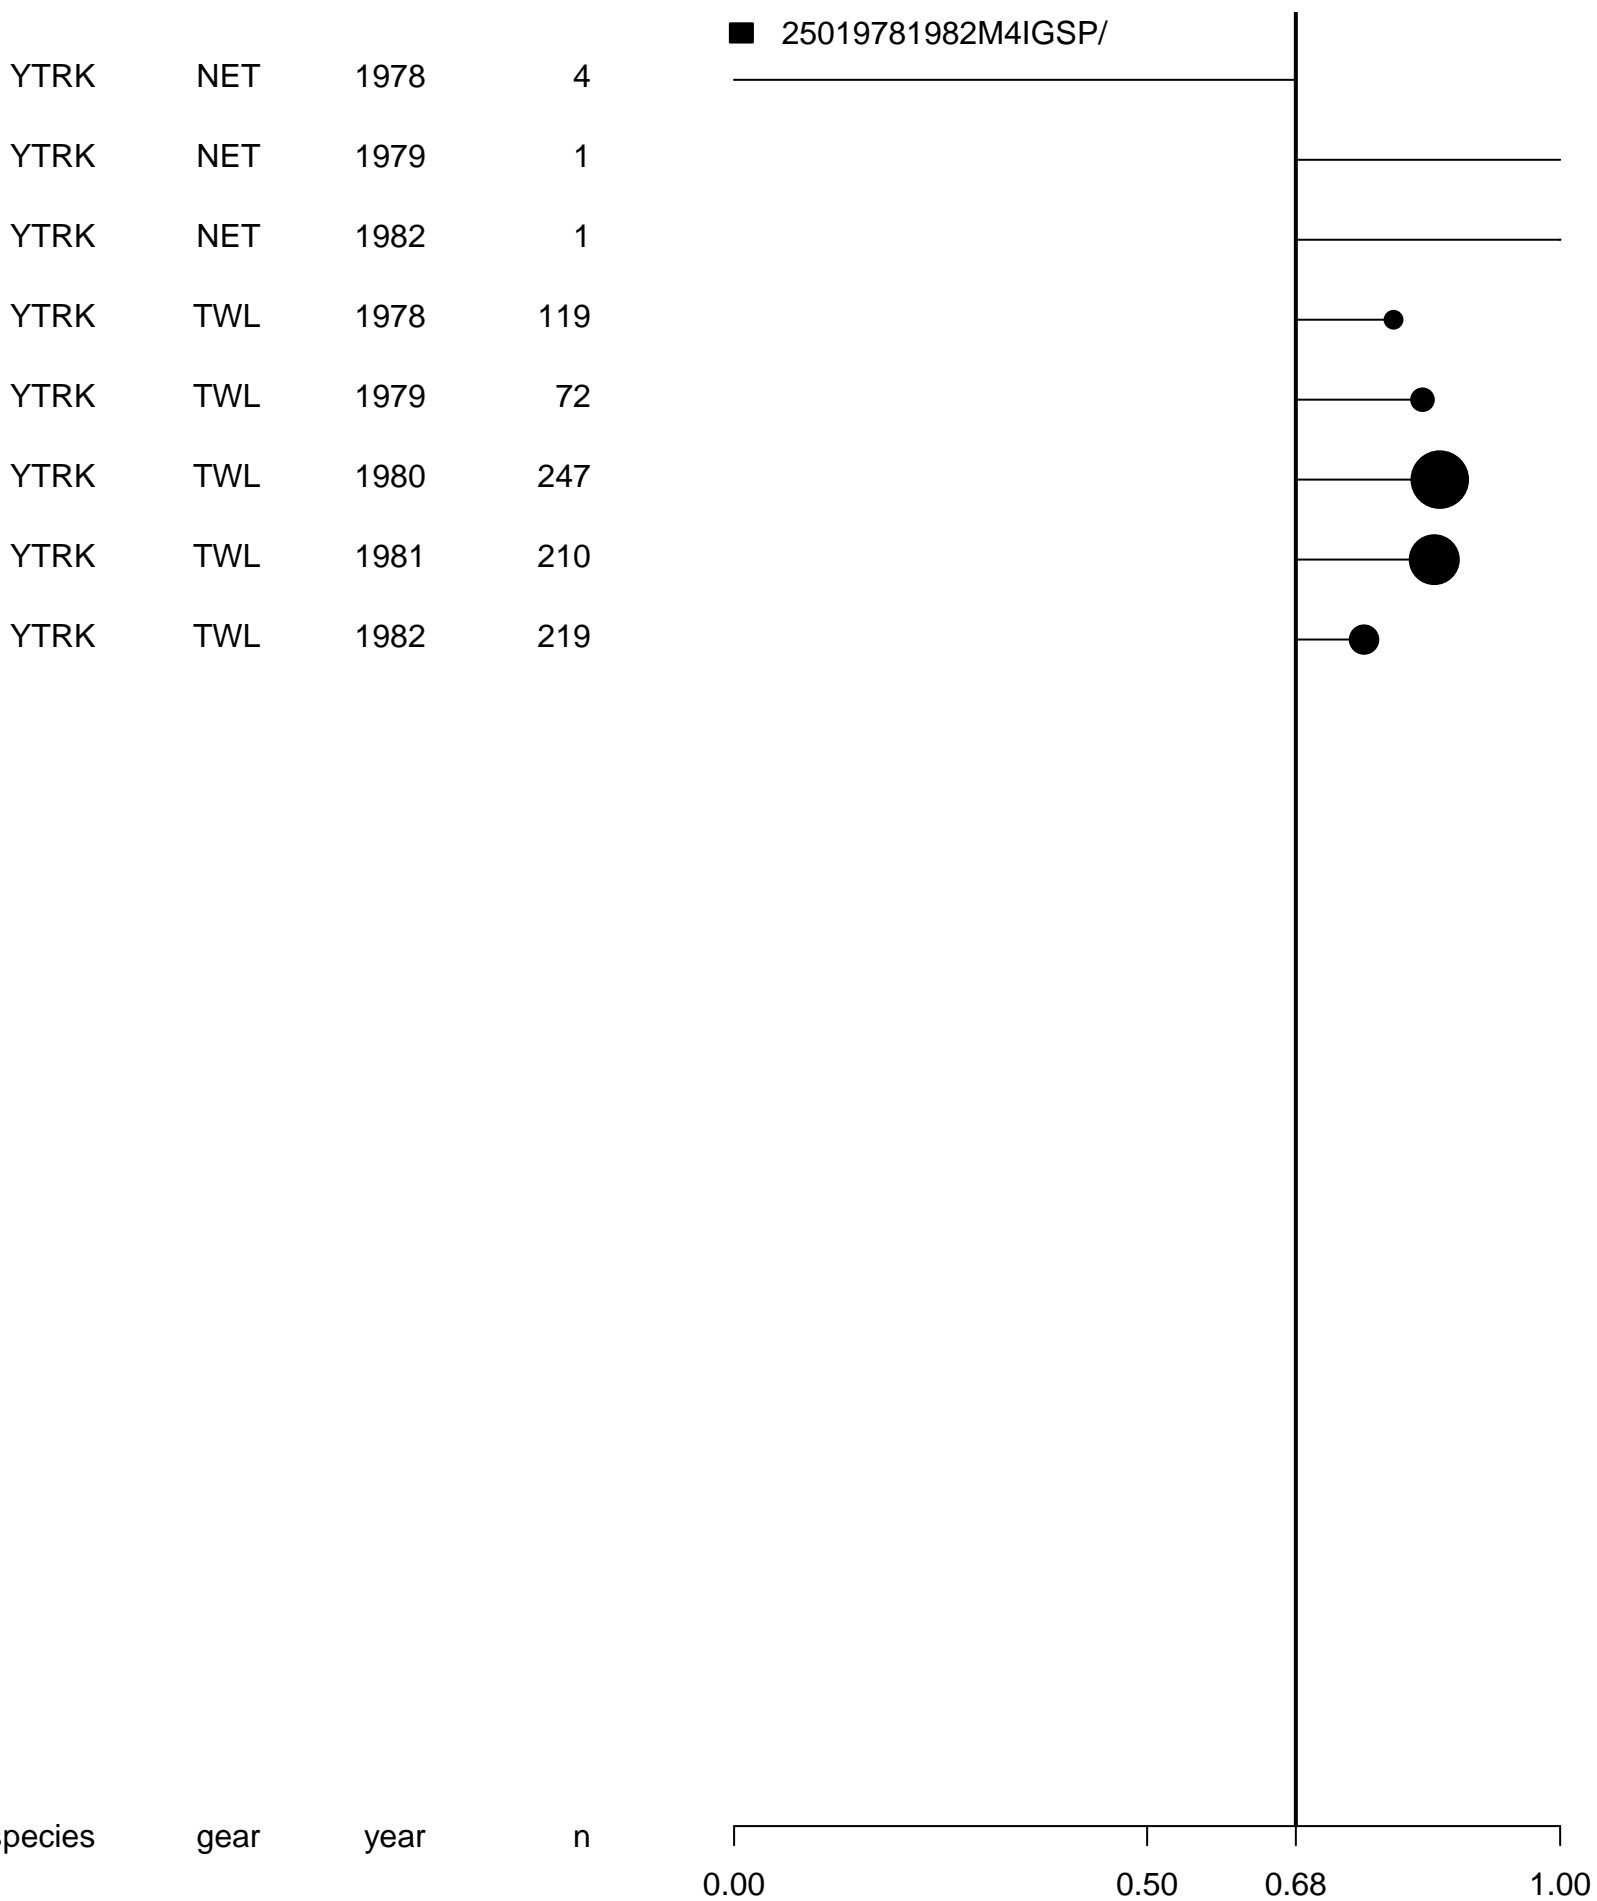 25019781982M4IGSP/
YTRK NET 1978 4
YTRK NET 1979 1
YTRK NET 1982 1
YTRK TWL 1978 119
YTRK TWL 1979 72
YTRK TWL 1980 247
YTRK TWL 1981 210
YTRK TWL 1982 219
species gear year n
0.00 0.50 0.68 1.00